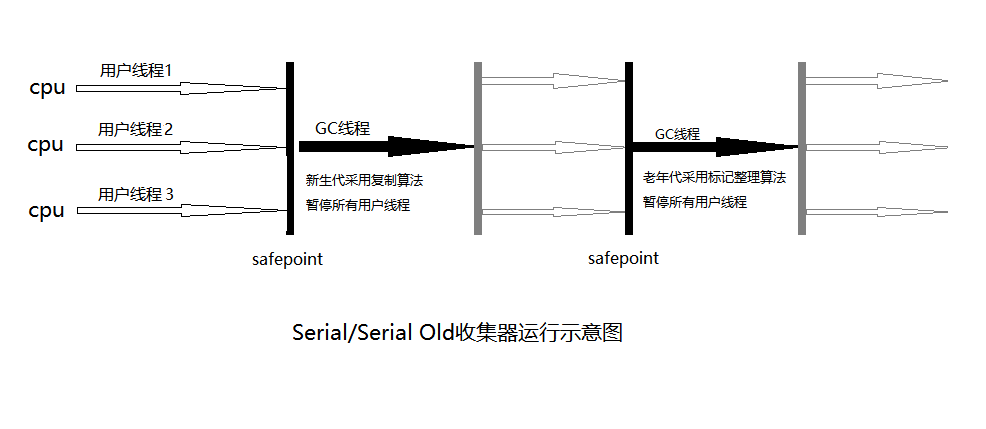 用户线程1
cpu
用户线程2
cpu
用户线程3
cpu
GC线程
新生代采用复制算法
暂停所有用户线程
GC线程
老年代采用标记整理算法
暂停所有用户线程
safepoint
safepoint
Serial/Serial Old收集器运行示意图